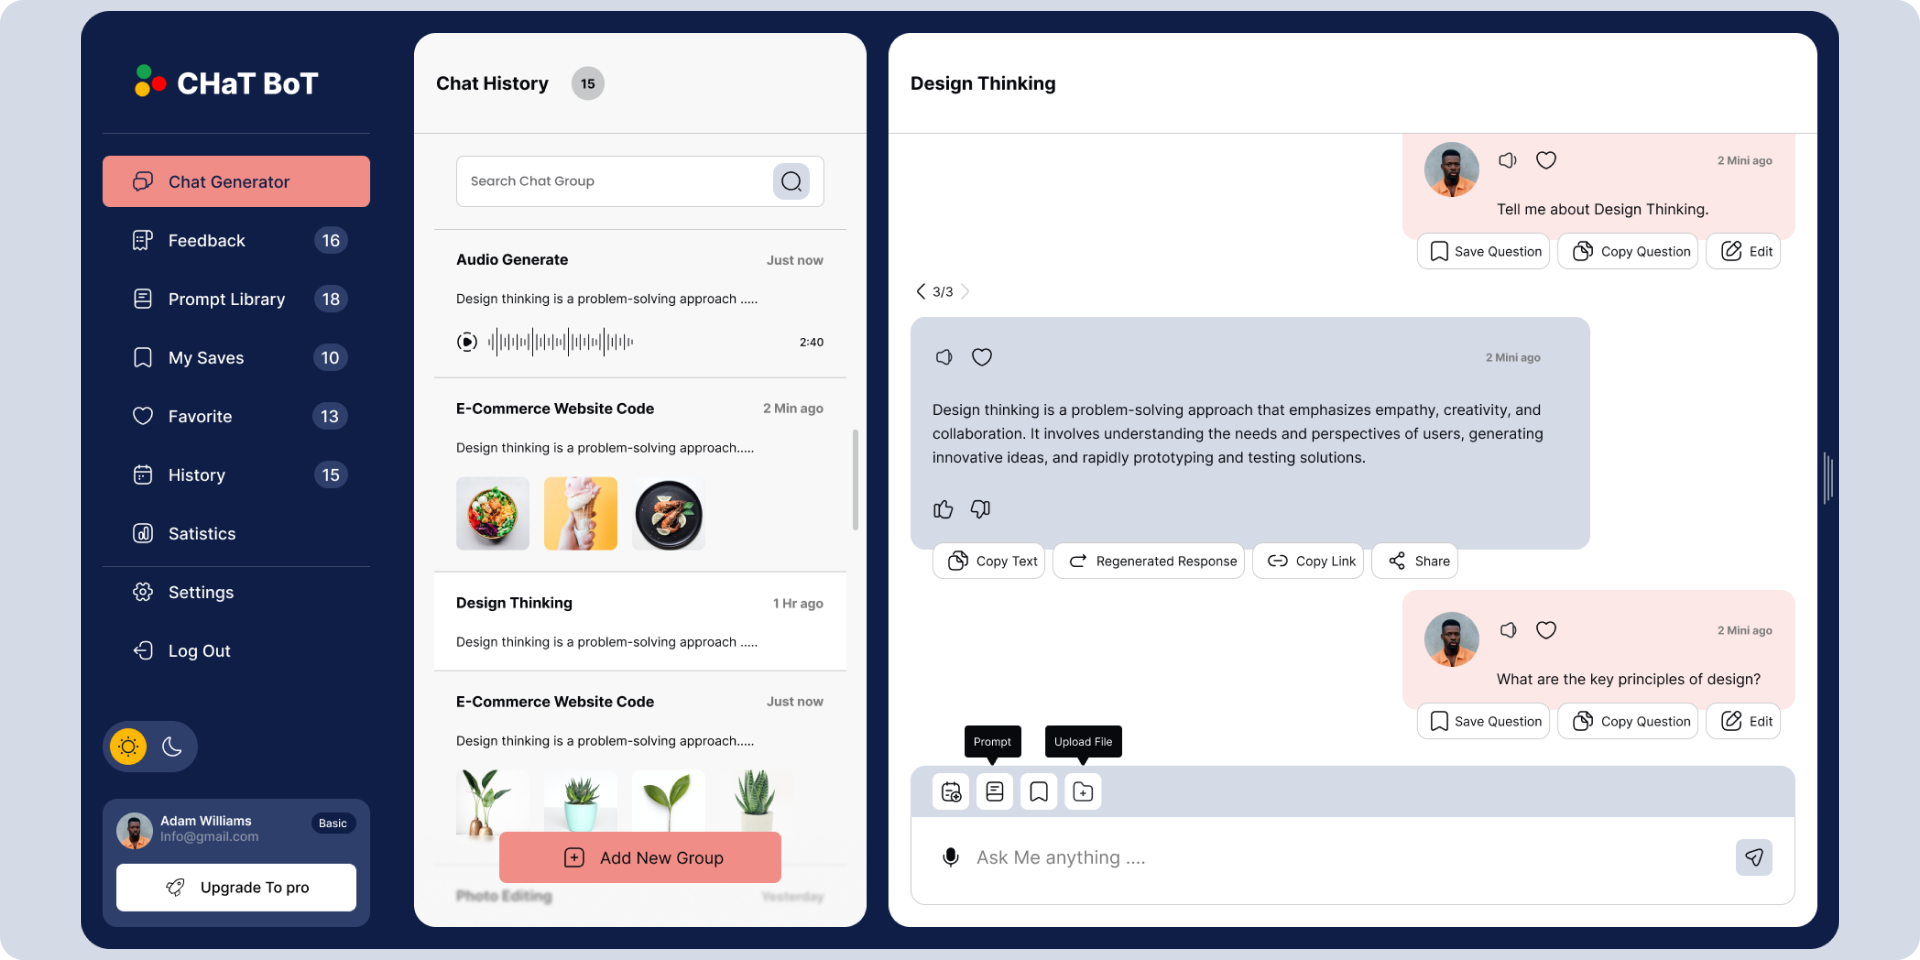 CHaT BoT
Chat Generator
Feedback 16
Prompt Library 18
My Saves 10
Favorite 13
History 15
Satistics
Settings
Log Out
Adam Williams
Info@gmail.com
Basic
Upgrade To pro
Chat History 15
Search Chat Group
Audio Generate Just now
Design thinking is a problem-solving approach .....
2:40
E-Commerce Website Code 2 Min ago
Design thinking is a problem-solving approach.....
Design Thinking 1 Hr ago
Design thinking is a problem-solving approach .....
E-Commerce Website Code Just now
Design thinking is a problem-solving approach.....
Add New Group
Photo Editing Yesterday
Design Thinking
2 Mini ago
Tell me about Design Thinking.
Save Question Copy Question Edit
3/3
2 Mini ago
Design thinking is a problem-solving approach that emphasizes empathy, creativity, and
collaboration. It involves understanding the needs and perspectives of users, generating
innovative ideas, and rapidly prototyping and testing solutions.
Copy Text Regenerated Response Copy Link Share
2 Mini ago
What are the key principles of design?
Save Question Copy Question Edit
Prompt Upload File
Ask Me anything ....